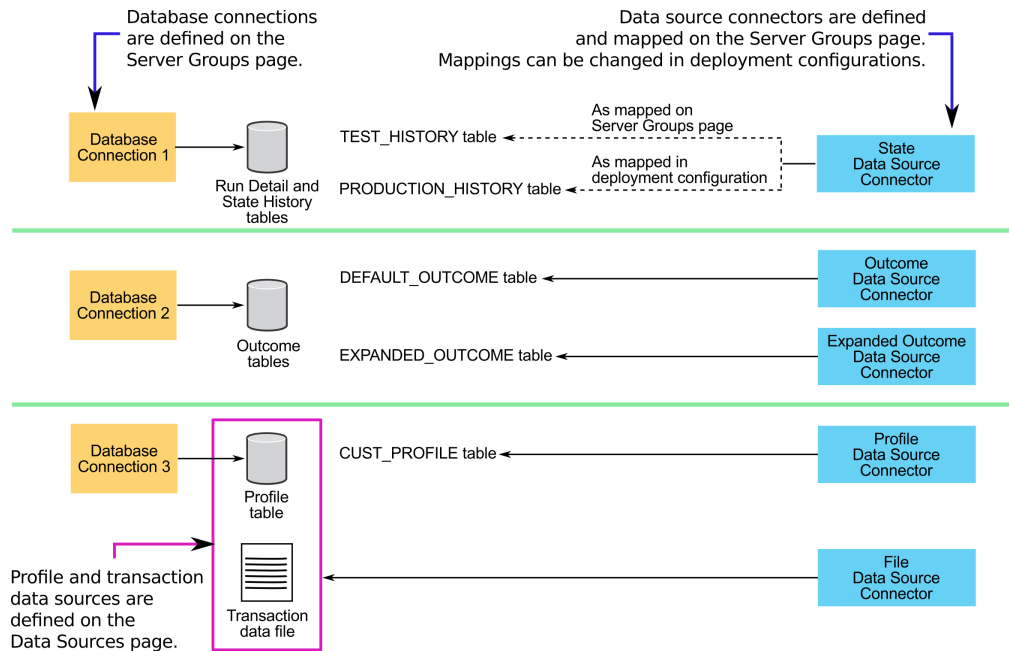 Database connections
are defined on the
Server Groups page.
Data source connectors are defined
and mapped on the Server Groups page.
Mappings can be changed in deployment configurations.
Database
Connection 1
Run Detail and
State History
tables
TEST_HISTORY table
As mapped on
Server Groups page
As mapped in
deployment configuration
PRODUCTION_HISTORY table
State
Data Source
Connector
Database
Connection 2
Outcome
tables
DEFAULT_OUTCOME table
Outcome
Data Source
Connector
EXPANDED_OUTCOME table
Expanded Outcome
Data Source
Connector
Database
Connection 3
Profile
table
CUST_PROFILE table
Profile
Data Source
Connector
Profile and transaction
data sources are
defined on the
Data Sources page.
Transaction
data file
File
Data Source
Connector